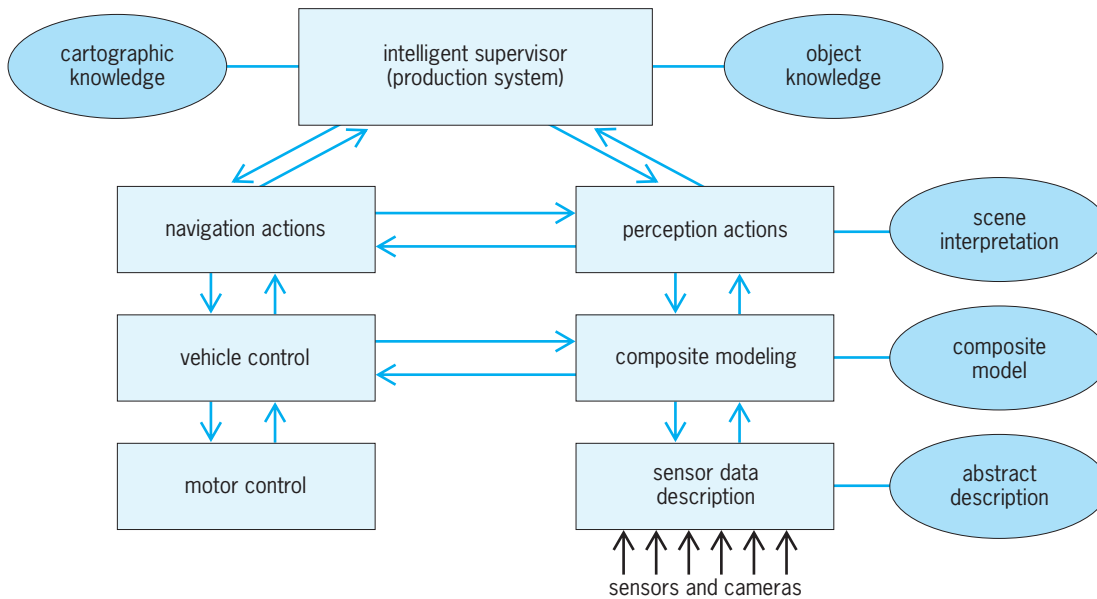 cartographic
knowledge
intelligent supervisor
(production system)
object
knowledge
navigation actions
perception actions
scene
interpretation
vehicle control
composite modeling
composite
model
motor control
sensor data
description
abstract
description
sensors and cameras